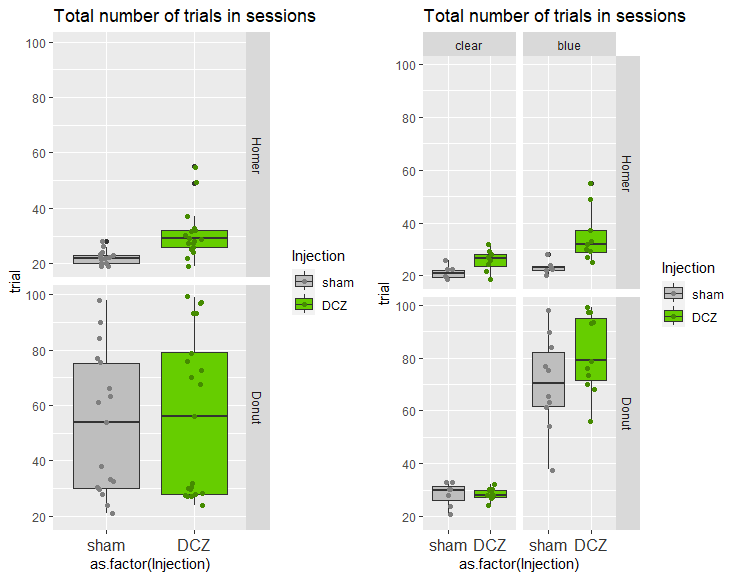 Total number of trials in sessions
100
80
60
40
20
Homer
100
80
60
40
20
Donut
trial
sham DCZ
as.factor(Injection)
Injection
sham
DCZ
Total number of trials in sessions
clear blue
100
80
60
40
20
Homer
100
80
60
40
20
Donut
trial
sham DCZ sham DCZ
as.factor(Injection)
Injection
sham
DCZ